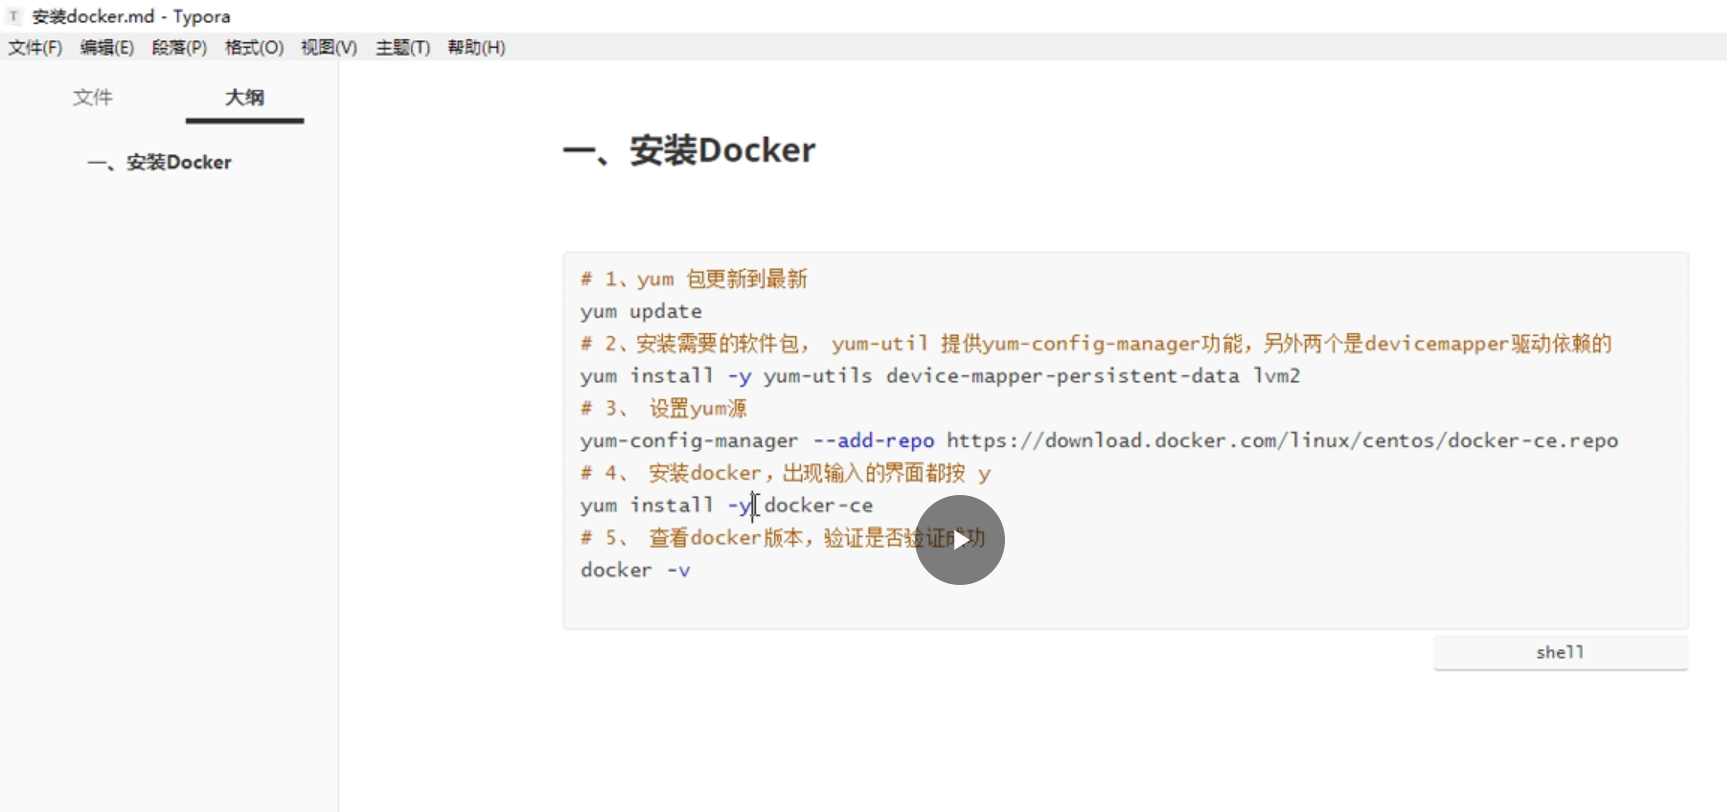 安装docker.md - Typora
文件(F) 编辑(E) 段落(P) 格式(O) 视图(V) 主题(T) 帮助(H)
文件 大纲
一、安装Docker
一、安装Docker
# 1、yum 包更新到最新
yum update
# 2、安装需要的软件包， yum-util 提供yum-config-manager功能，另外两个是devicemapper驱动依赖的
yum install -y yum-utils device-mapper-persistent-data lvm2
# 3、 设置yum源
yum-config-manager --add-repo https://download.docker.com/linux/centos/docker-ce.repo
# 4、 安装docker，出现输入的界面都按 y
yum install -y docker-ce
# 5、 查看docker版本，验证是否验证成功
docker -v
shell